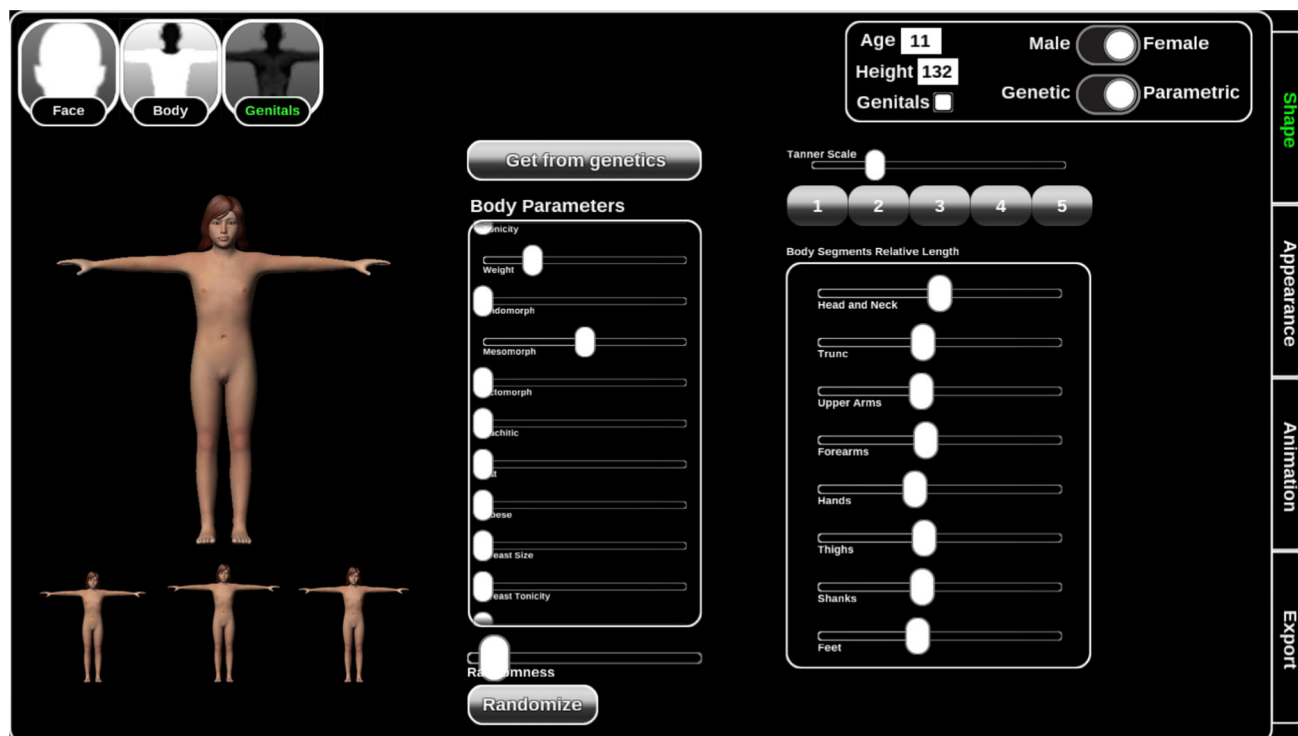 Face
Body
Genitals
Age 11
Height 132
Genitals
Male Female
Genetic Parametric
Shape
Appearance
Animation
Export
Get from genetics
Body Parameters
Weight
Mesomorph
Tanner Scale
1 2 3 4 5
Body Segments Relative Length
Head and Neck
Trunc
Upper Arms
Forearms
Hands
Thighs
Shanks
Feet
Randomize